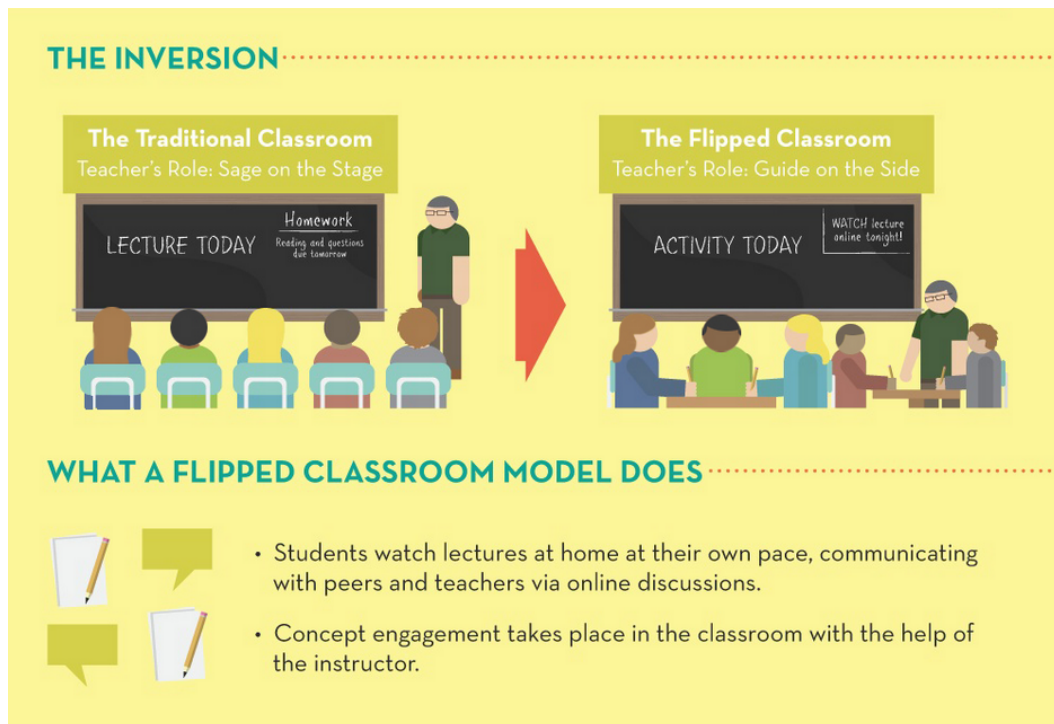 THE INVERSION
The Traditional Classroom
Teacher's Role: Sage on the Stage
LECTURE TODAY
Homework
Reading and questions
due tomorrow
The Flipped Classroom
Teacher's Role: Guide on the Side
ACTIVITY TODAY
WATCH lecture
online tonight!
WHAT A FLIPPED CLASSROOM MODEL DOES
• Students watch lectures at home at their own pace, communicating
with peers and teachers via online discussions.
• Concept engagement takes place in the classroom with the help of
the instructor.